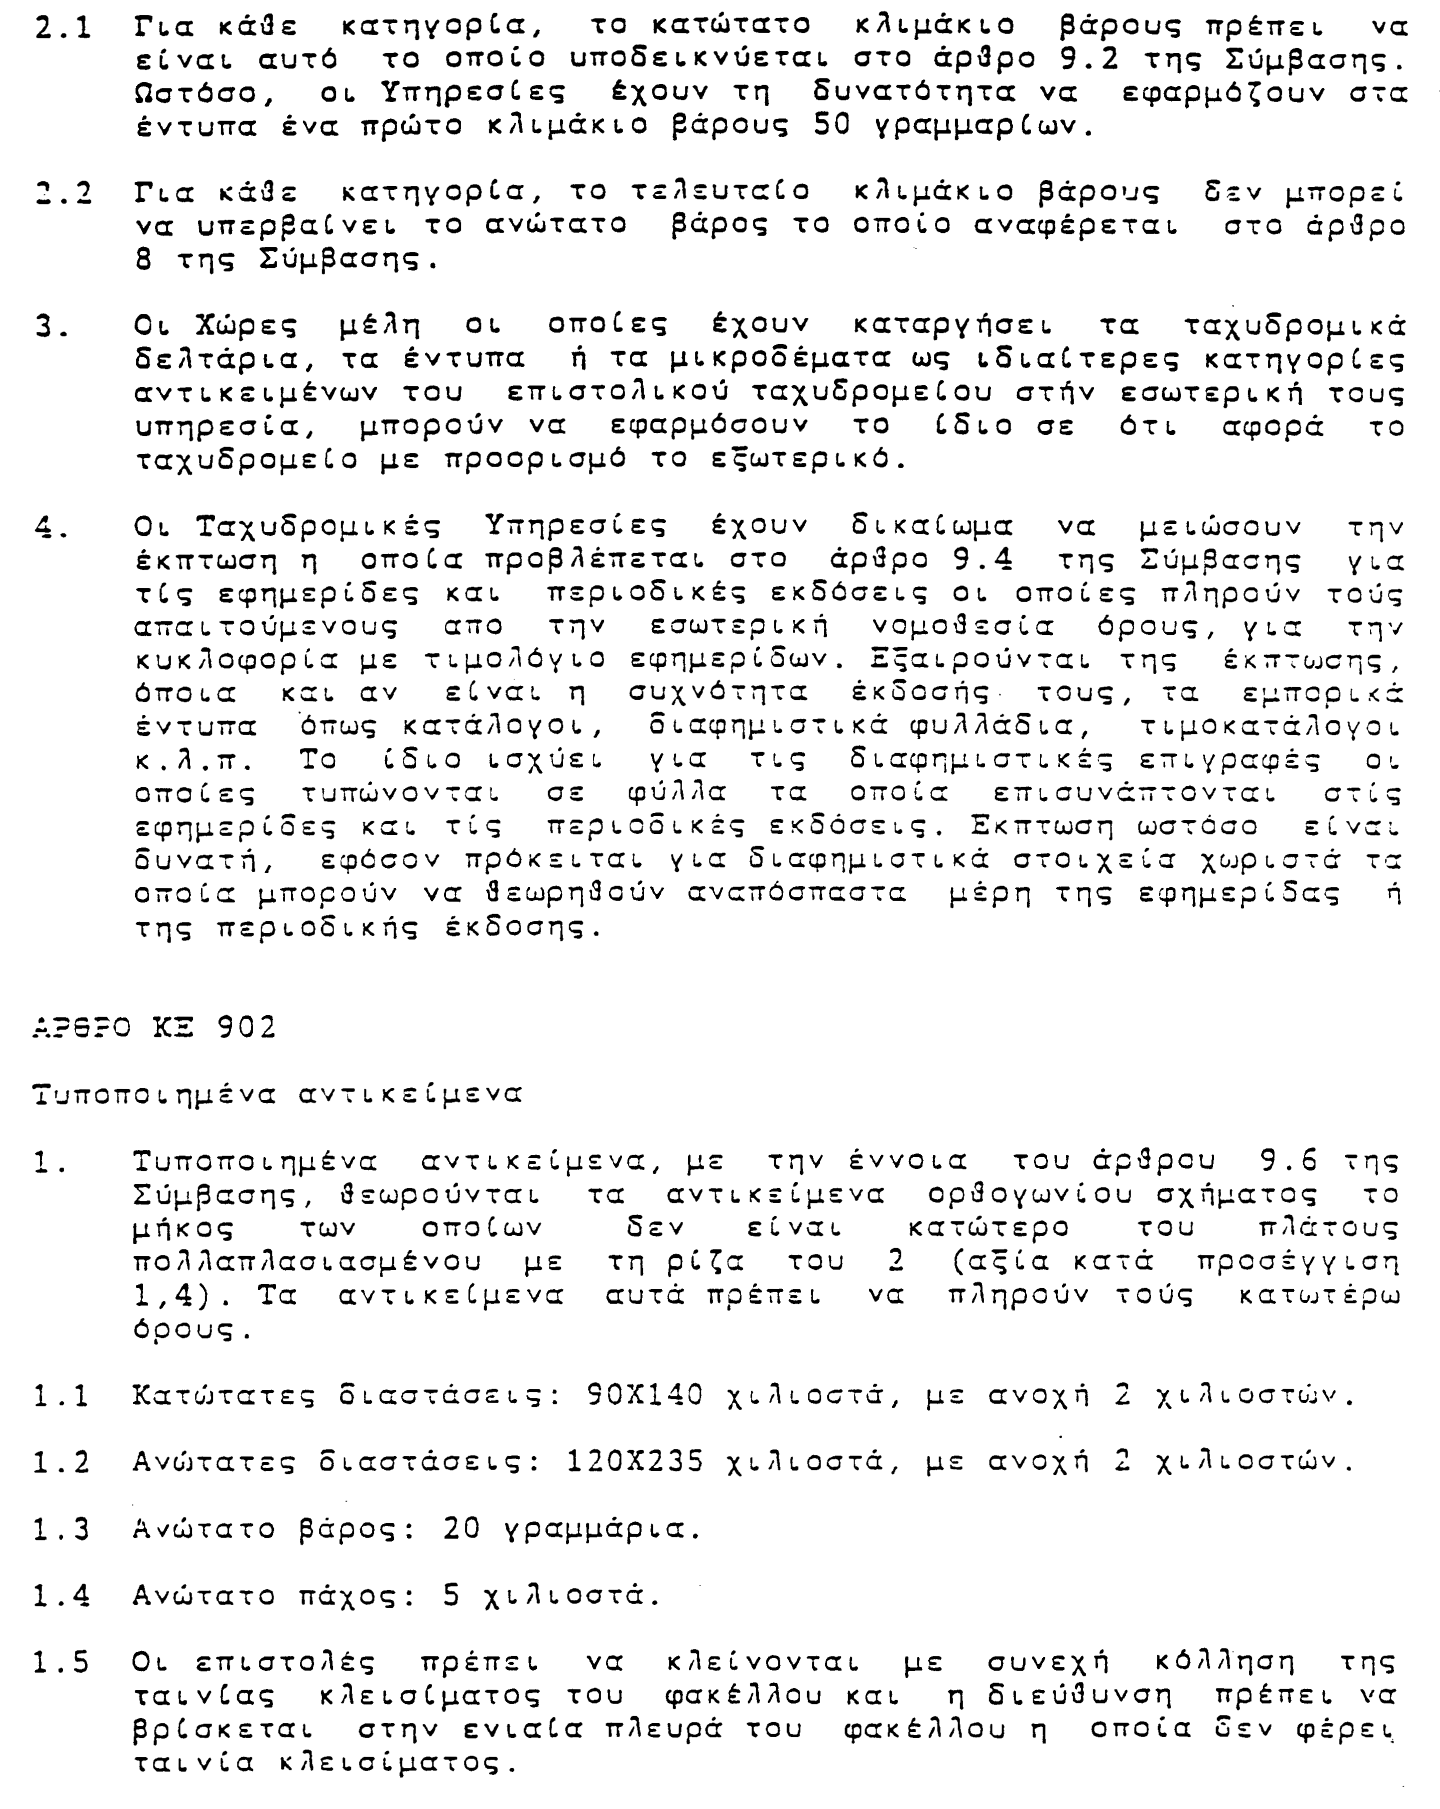 2.1 Για κάθε κατηγορία, το κατώτατο κλιμάκιο βάρους πρέπει να
είναι αυτό το οποίο υποδεικνύεται στο άρθρο 9.2 της Σύμβασης.
Ωστόσο, οι Υπηρεσίες έχουν τη δυνατότητα να εφαρμόζουν στα
έντυπα ένα πρώτο κλιμάκιο βάρους 50 γραμμαρίων.
2.2 Για κάθε κατηγορία, το τελευταίο κλιμάκιο βάρους δεν μπορεί
να υπερβαίνει το ανώτατο βάρος το οποίο αναφέρεται στο άρθρο
8 της Σύμβασης.
3. Οι Χώρες μέλη οι οποίες έχουν καταργήσει τα ταχυδρομικά
δελτάρια, τα έντυπα ή τα μικροδέματα ως ιδιαίτερες κατηγορίες
αντικειμένων του επιστολικού ταχυδρομείου στήν εσωτερική τους
υπηρεσία, μπορούν να εφαρμόσουν το ίδιο σε ότι αφορά το
ταχυδρομείο με προορισμό το εξωτερικό.
4. Οι Ταχυδρομικές Υπηρεσίες έχουν δικαίωμα να μειώσουν την
έκπτωση η οποία προβλέπεται στο άρθρο 9.4 της Σύμβασης για
τίς εφημερίδες και περιοδικές εκδόσεις οι οποίες πληρούν τούς
απαιτούμενους απο την εσωτερική νομοθεσία όρους, για την
κυκλοφορία με τιμολόγιο εφημερίδων. Εξαιρούνται της έκπτωσης,
όποια και αν είναι η συχνότητα έκδοσής τους, τα εμπορικά
έντυπα όπως κατάλογοι, διαφημιστικά φυλλάδια, τιμοκατάλογοι
κ.λ.π. Το ίδιο ισχύει για τις διαφημιστικές επιγραφές οι
οποίες τυπώνονται σε φύλλα τα οποία επισυνάπτονται στίς
εφημερίδες και τίς περιοδικές εκδόσεις. Εκπτωση ωστόσο είναι
δυνατή, εφόσον πρόκειται για διαφημιστικά στοιχεία χωριστά τα
οποία μπορούν να θεωρηθούν αναπόσπαστα μέρη της εφημερίδας ή
της περιοδικής έκδοσης.
ΑΡΘΡΟ ΚΞ 902
Τυποποιημένα αντικείμενα
1. Τυποποιημένα αντικείμενα, με την έννοια του άρθρου 9.6 της
Σύμβασης, θεωρούνται τα αντικείμενα ορθογωνίου σχήματος το
μήκος των οποίων δεν είναι κατώτερο του πλάτους
πολλαπλασιασμένου με τη ρίζα του 2 (αξία κατά προσέγγιση
1,4). Τα αντικείμενα αυτά πρέπει να πληρούν τούς κατωτέρω
όρους.
1.1 Κατώτατες διαστάσεις: 90Χ140 χιλιοστά, με ανοχή 2 χιλιοστών.
1.2 Ανώτατες διαστάσεις: 120Χ235 χιλιοστά, με ανοχή 2 χιλιοστών.
1.3 Ανώτατο βάρος: 20 γραμμάρια.
1.4 Ανώτατο πάχος: 5 χιλιοστά.
1.5 Οι επιστολές πρέπει να κλείνονται με συνεχή κόλληση της
ταινίας κλεισίματος του φακέλλου και η διεύθυνση πρέπει να
βρίσκεται στην ενιαία πλευρά του φακέλλου η οποία δεν φέρει
ταινία κλεισίματος.